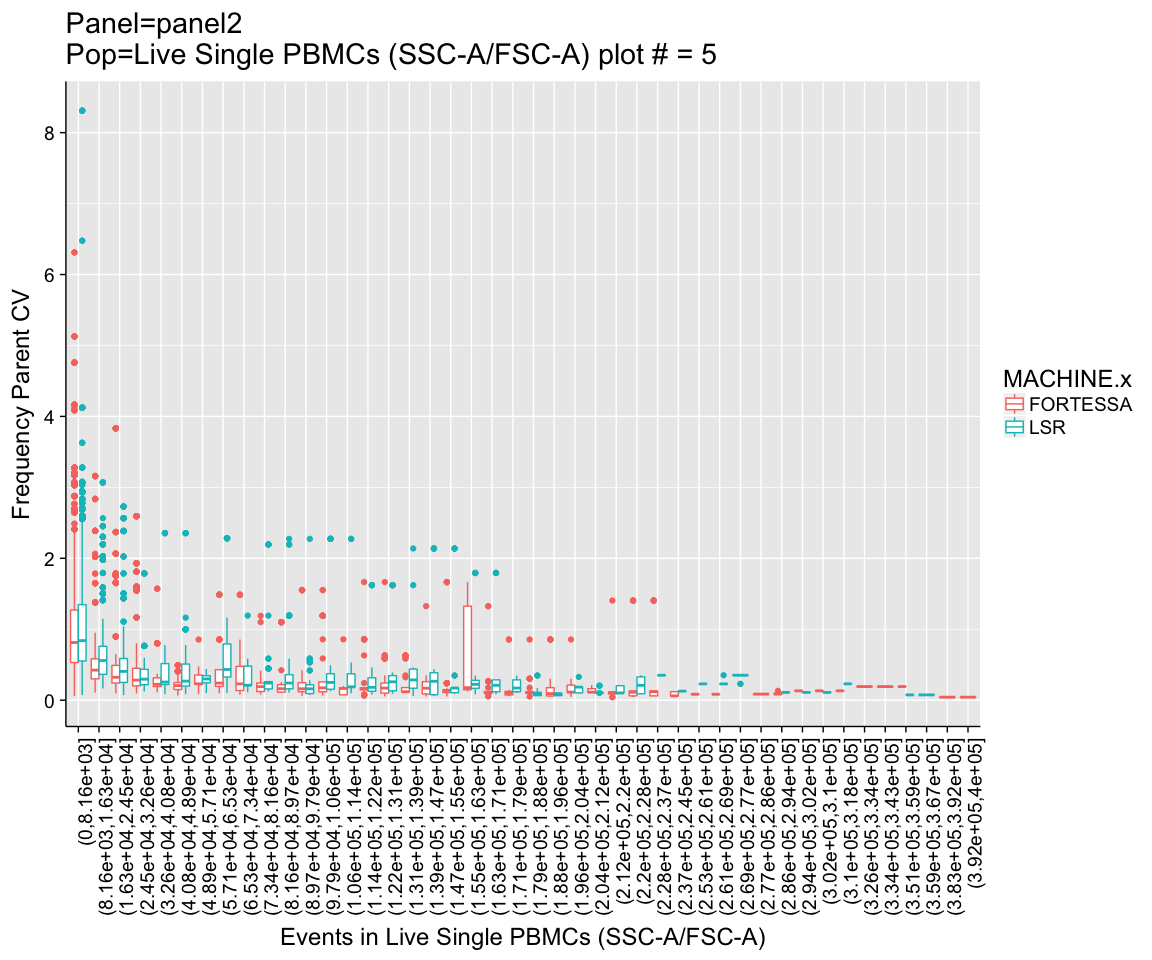 Panel=panel2
Pop=Live Single PBMCs (SSC-A/FSC-A) plot # = 5
Frequency Parent CV
8
6
4
2
0
MACHINE.x
FORTESSA
LSR
(0,8.16e+03]
(8.16e+03,1.63e+04]
(1.63e+04,2.45e+04]
(2.45e+04,3.26e+04]
(3.26e+04,4.08e+04]
(4.08e+04,4.89e+04]
(4.89e+04,5.71e+04]
(5.71e+04,6.53e+04]
(6.53e+04,7.34e+04]
(7.34e+04,8.16e+04]
(8.16e+04,8.97e+04]
(8.97e+04,9.79e+04]
(9.79e+04,1.06e+05]
(1.06e+05,1.14e+05]
(1.14e+05,1.22e+05]
(1.22e+05,1.31e+05]
(1.31e+05,1.39e+05]
(1.39e+05,1.47e+05]
(1.47e+05,1.55e+05]
(1.55e+05,1.63e+05]
(1.63e+05,1.71e+05]
(1.71e+05,1.79e+05]
(1.79e+05,1.88e+05]
(1.88e+05,1.96e+05]
(1.96e+05,2.04e+05]
(2.04e+05,2.12e+05]
(2.12e+05,2.2e+05]
(2.2e+05,2.28e+05]
(2.28e+05,2.37e+05]
(2.37e+05,2.45e+05]
(2.53e+05,2.61e+05]
(2.61e+05,2.69e+05]
(2.69e+05,2.77e+05]
(2.77e+05,2.86e+05]
(2.86e+05,2.94e+05]
(2.94e+05,3.02e+05]
(3.02e+05,3.1e+05]
(3.1e+05,3.18e+05]
(3.26e+05,3.34e+05]
(3.34e+05,3.43e+05]
(3.51e+05,3.59e+05]
(3.59e+05,3.67e+05]
(3.83e+05,3.92e+05]
(3.92e+05,4e+05]
Events in Live Single PBMCs (SSC-A/FSC-A)